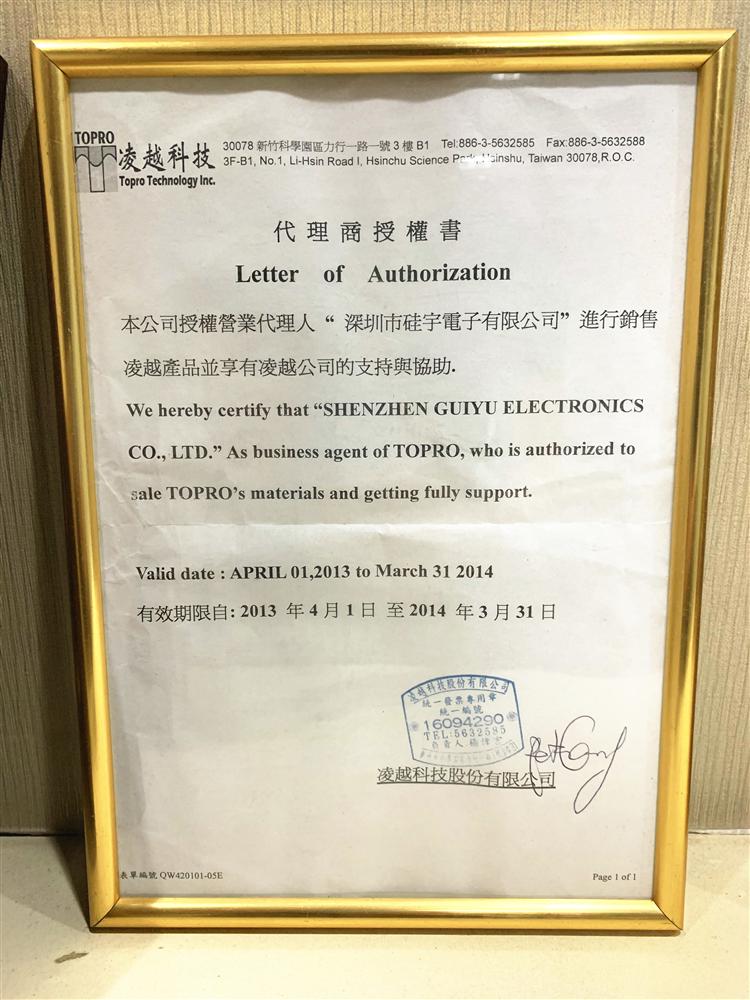 TOPRO
凌越科技
Topro Technology Inc.
30078 新竹科學園區力行一路一號 3 樓 B1 Tel:886-3-5632585 Fax:886-3-5632588
3F-B1, No.1, Li-Hsin Road I, Hsinchu Science Park, Hsinshu, Taiwan 30078,R.O.C.
代理商授權書
Letter of Authorization
本公司授權營業代理人“ 深圳市硅宇電子有限公司” 進行銷售
凌越產品並享有凌越公司的支持與協助.
We hereby certify that “SHENZHEN GUIYU ELECTRONICS
CO., LTD.” As business agent of TOPRO, who is authorized to
sale TOPRO’s materials and getting fully support.
Valid date : APRIL 01,2013 to March 31 2014
有效期限自: 2013 年 4 月 1 日 至 2014 年 3 月 31 日
凌越科技股份有限公司
統一發票專用章
統一編號
16094290
TEL:5632585
負責人
凌越科技股份有限公司
表單編號 QW420101-05E
Page 1 of 1